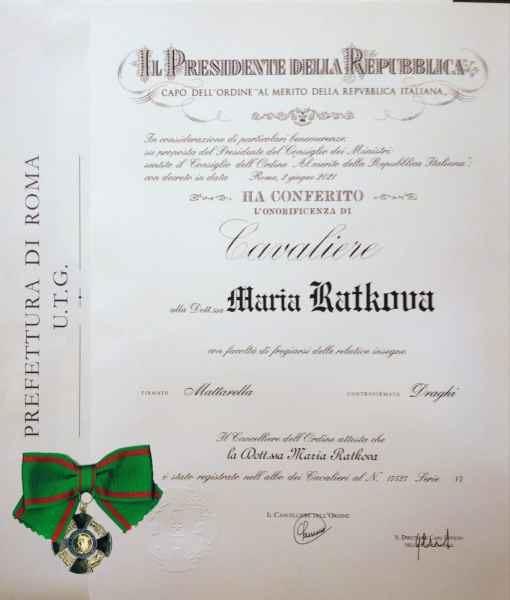 PREFETTURA DI ROMA
U.T.G.
IL PRESIDENTE DELLA REPUBBLICA
CAPO DELL'ORDINE "AL MERITO DELLA REPVBBLICA ITALIANA"
In considerazione di particolari benemerenze,
su proposta del Presidente del Consiglio dei Ministri
sentito il Consiglio dell'Ordine "Al merito della Repubblica Italiana",
con decreto in data Roma, 2 giugno 2021
HA CONFERITO
L'ONORIFICENZA DI
Cavaliere
alla Dott.ssa Maria Ratkova
con facoltà di fregiarsi delle relative insegne.
FIRMATO Mattarella CONTROFIRMATO Draghi
Il Cancelliere dell'Ordine attesta che
la Dott.ssa Maria Ratkova
è stato registrato nell'albo dei Cavalieri al N. 17527 Serie VI
IL CANCELLIERE DELL'ORDINE